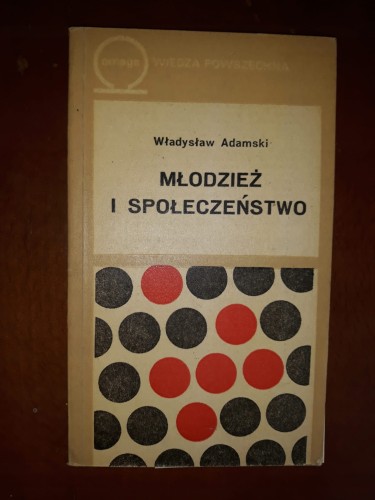 OMEGA WIEDZA POWSZECHNA
Władysław Adamski
MŁODZIEŻ
I SPOŁECZEŃSTWO